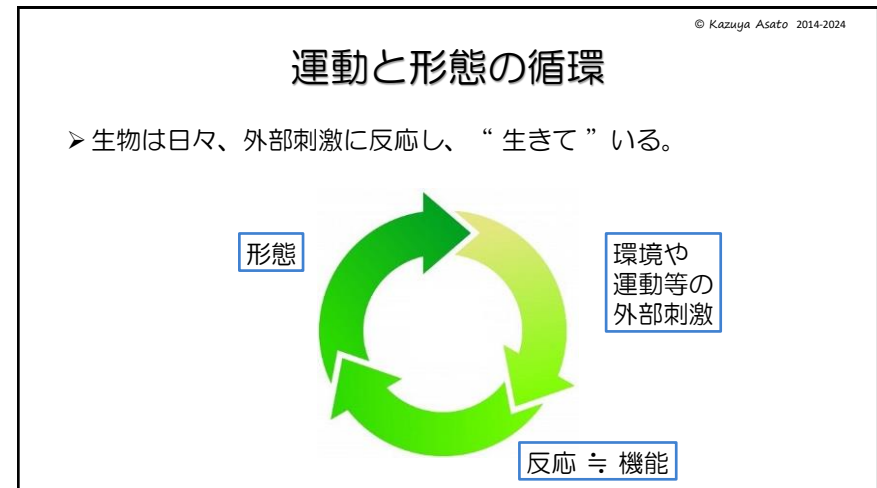 © Kazuya Asato 2014-2024
運動と形態の循環
➢生物は日々、外部刺激に反応し、“ 生きて ”いる。
形態
環境や
運動等の
外部刺激
反応 ≒ 機能